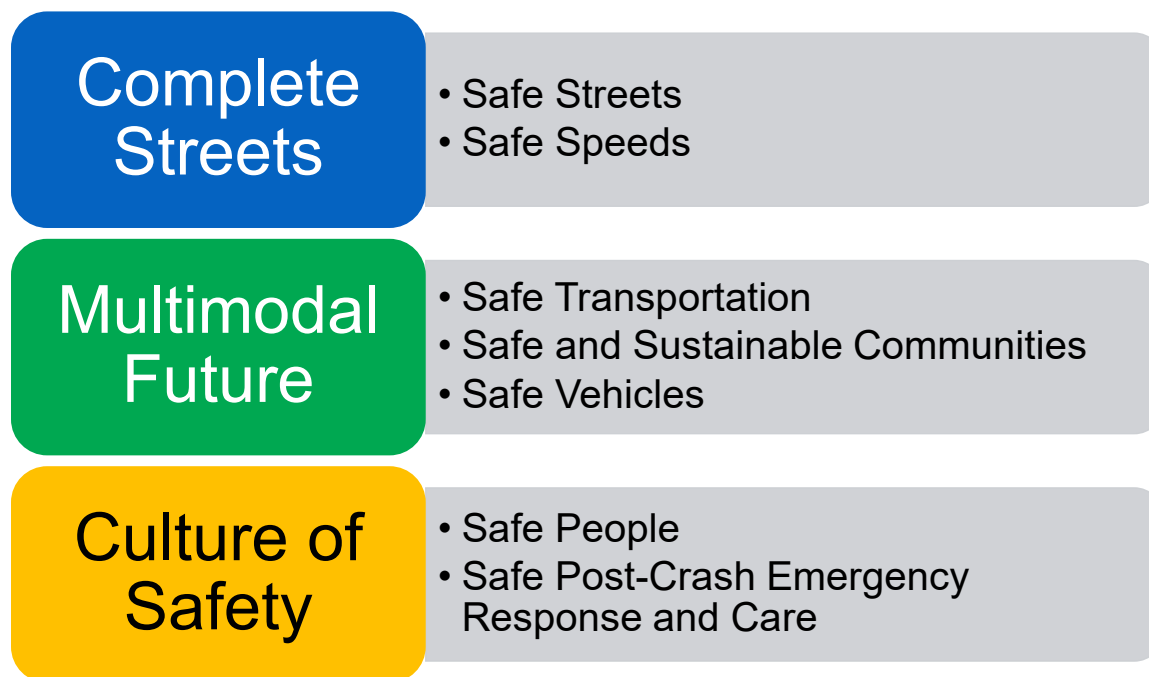 Complete
Streets
• Safe Streets
• Safe Speeds
Multimodal
Future
• Safe Transportation
• Safe and Sustainable Communities
• Safe Vehicles
Culture of
Safety
• Safe People
• Safe Post-Crash Emergency
Response and Care